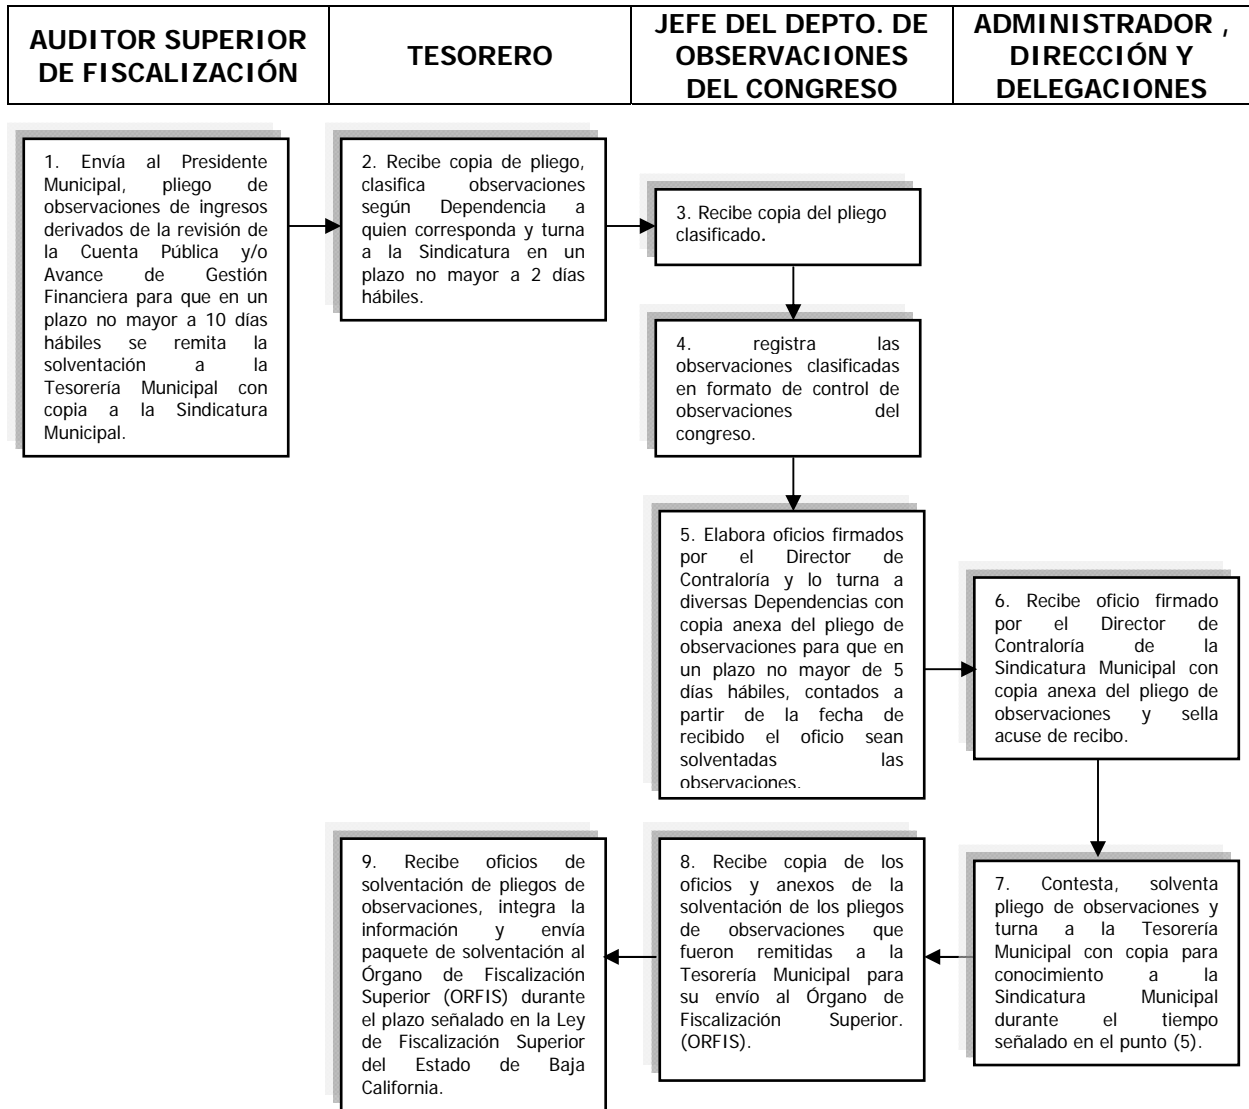 AUDITOR SUPERIOR
DE FISCALIZACIÓN
TESORERO
JEFE DEL DEPTO. DE
OBSERVACIONES
DEL CONGRESO
ADMINISTRADOR ,
DIRECCIÓN Y
DELEGACIONES
1. Envía al Presidente
Municipal, pliego de
observaciones de ingresos
derivados de la revisión de
la Cuenta Pública y/o
Avance de Gestión
Financiera para que en un
plazo no mayor a 10 días
hábiles se remita la
solventación a la
Tesorería Municipal con
copia a la Sindicatura
Municipal.
2. Recibe copia de pliego,
clasifica observaciones
según Dependencia a
quien corresponda y turna
a la Sindicatura en un
plazo no mayor a 2 días
hábiles.
3. Recibe copia del pliego
clasificado.
4. registra las
observaciones clasificadas
en formato de control de
observaciones del
congreso.
5. Elabora oficios firmados
por el Director de
Contraloría y lo turna a
diversas Dependencias con
copia anexa del pliego de
observaciones para que en
un plazo no mayor de 5
días hábiles, contados a
partir de la fecha de
recibido el oficio sean
solventadas las
observaciones.
6. Recibe oficio firmado
por el Director de
Contraloría de la
Sindicatura Municipal con
copia anexa del pliego de
observaciones y sella
acuse de recibo.
7. Contesta, solventa
pliego de observaciones y
turna a la Tesorería
Municipal con copia para
conocimiento a la
Sindicatura Municipal
durante el tiempo
señalado en el punto (5).
8. Recibe copia de los
oficios y anexos de la
solventación de los pliegos
de observaciones que
fueron remitidas a la
Tesorería Municipal para
su envío al Órgano de
Fiscalización Superior.
(ORFIS).
9. Recibe oficios de
solventación de pliegos de
observaciones, integra la
información y envía
paquete de solventación al
Órgano de Fiscalización
Superior (ORFIS) durante
el plazo señalado en la Ley
de Fiscalización Superior
del Estado de Baja
California.